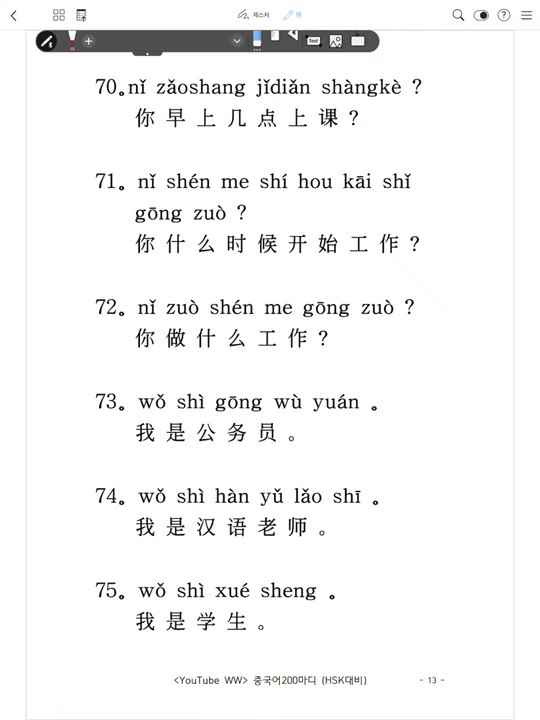 제스처 펜
Text
70。nǐ zǎoshang jǐdiǎn shàngkè ?
你 早 上 几 点 上 课 ?
71。 nǐ shén me shí hou kāi shǐ
gōng zuò ?
你 什 么 时 候 开 始 工 作 ?
72。 nǐ zuò shén me gōng zuò ?
你 做 什 么 工 作 ?
73。 wǒ shì gōng wù yuán 。
我 是 公 务 员 。
74。 wǒ shì hàn yǔ lǎo shī 。
我 是 汉 语 老 师 。
75。 wǒ shì xué sheng 。
我 是 学 生 。
<YouTube WW> 중국어200마디 (HSK대비) - 13 -